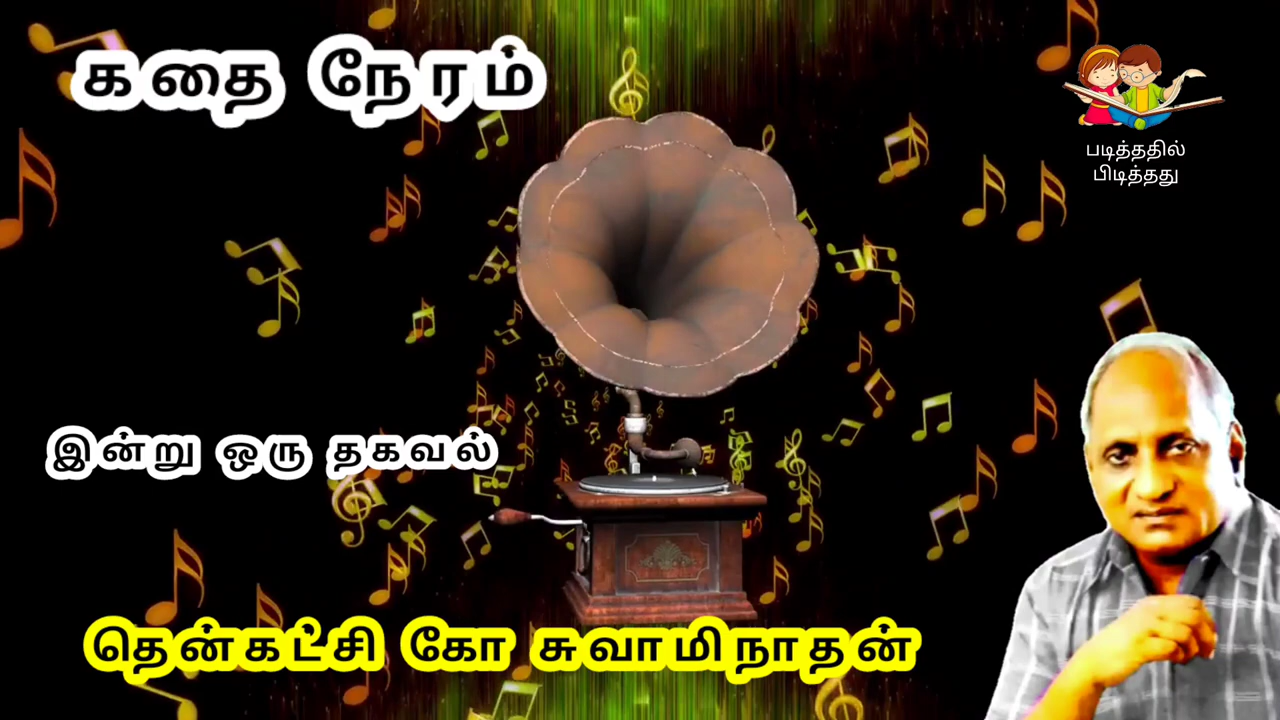 கதை நேரம்
படித்ததில்
பிடித்தது
இன்று ஒரு தகவல்
தென்கட்சி கோ சுவாமிநாதன்